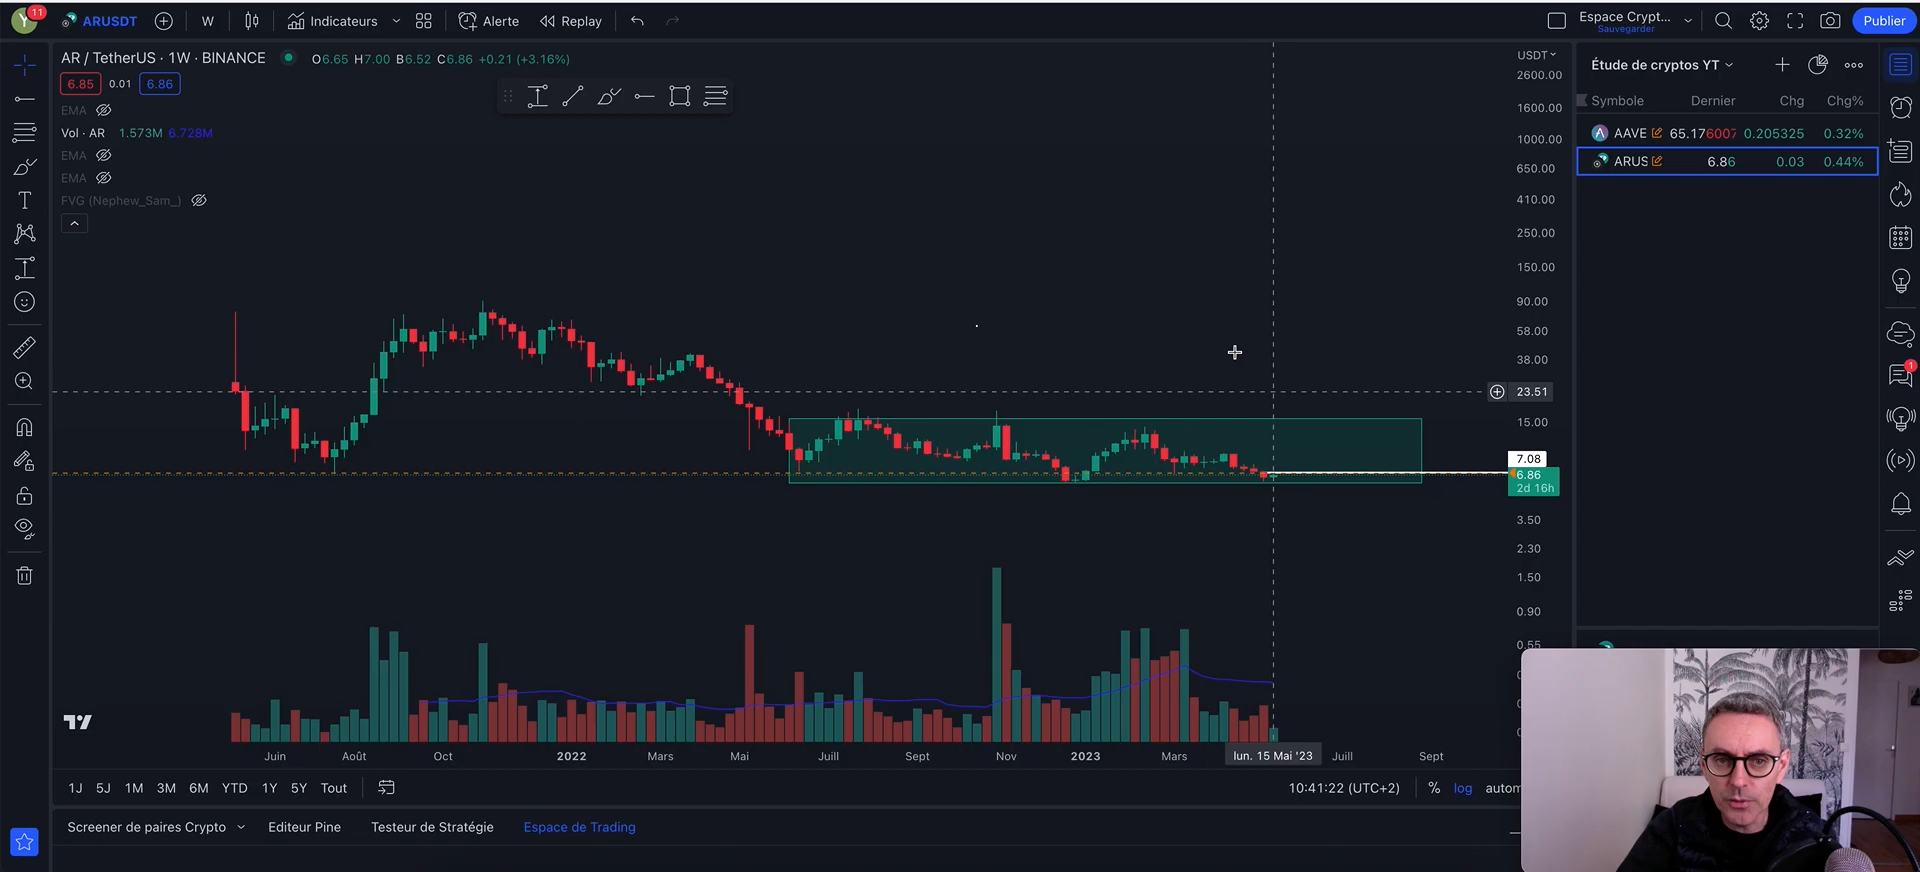 Y 11 ARUSDT W Indicateurs Alerte Replay Espace Crypt... Publier
Sauvegarder
AR / TetherUS · 1W · BINANCE O6.65 H7.00 B6.52 C6.86 +0.21 (+3.16%)
6.85 0.01 6.86
EMA
Vol · AR 1.573M 6.728M
EMA
EMA
FVG (Nephew_Sam_)
USDT
2600.00
1600.00
1000.00
650.00
410.00
250.00
150.00
90.00
58.00
38.00
23.51
15.00
7.08
6.86
2d 16h
3.50
2.30
1.50
0.90
0.55
Étude de cryptos YT
Symbole Dernier Chg Chg%
AAVE 65.176007 0.205325 0.32%
ARUS 6.86 0.03 0.44%
1
Juin Août Oct 2022 Mars Mai Juill Sept Nov 2023 Mars lun. 15 Mai '23 Juill Sept
1J 5J 1M 3M 6M YTD 1Y 5Y Tout 10:41:22 (UTC+2) % log autom
Screener de paires Crypto Editeur Pine Testeur de Stratégie Espace de Trading